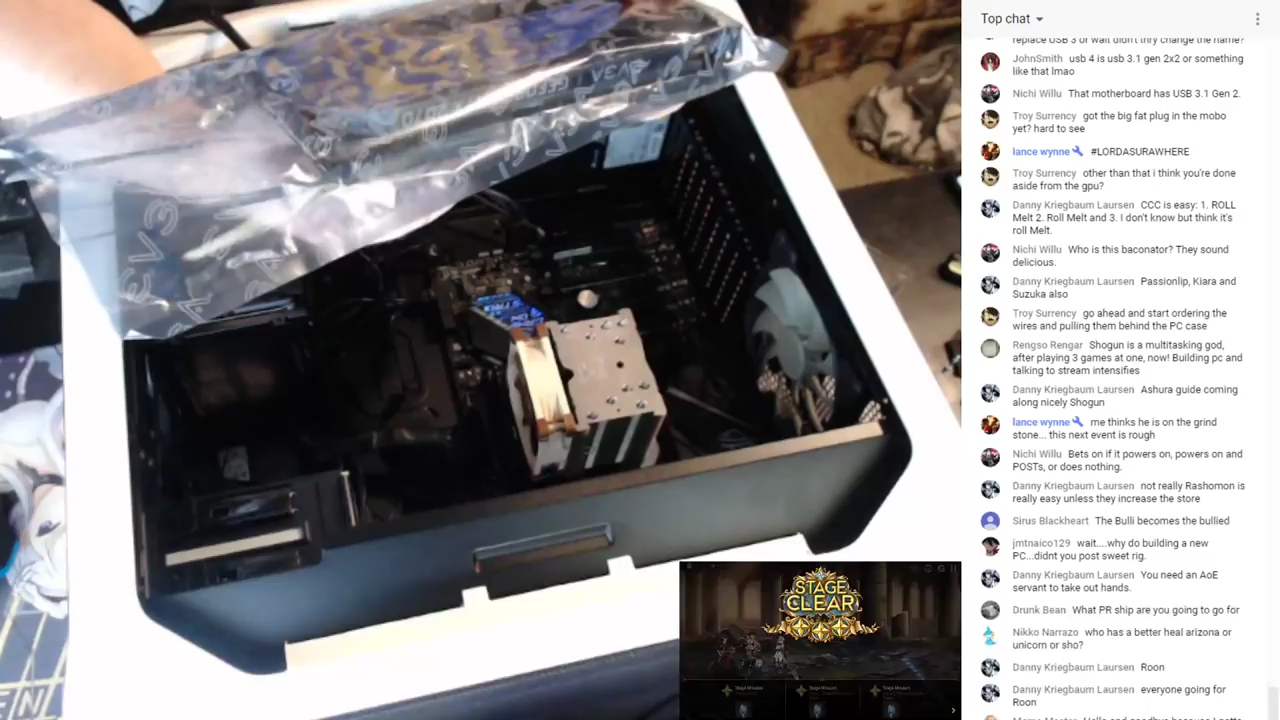 Top chat
replace USB 3 or wait didn't thry change the name?
JohnSmith usb 4 is usb 3.1 gen 2x2 or something
like that lmao
Nichi Willu That motherboard has USB 3.1 Gen 2.
Troy Surrency got the big fat plug in the mobo
yet? hard to see
lance wynne #LORDASURAWHERE
Troy Surrency other than that i think you're done
aside from the gpu?
Danny Kriegbaum Laursen CCC is easy: 1. ROLL
Melt 2. Roll Melt and 3. I don't know but think it's
roll Melt.
Nichi Willu Who is this baconator? They sound
delicious.
Danny Kriegbaum Laursen Passionlip, Kiara and
Suzuka also
Troy Surrency go ahead and start ordering the
wires and pulling them behind the PC case
Rengso Rengar Shogun is a multitasking god,
after playing 3 games at one, now! Building pc and
talking to stream intensifies
Danny Kriegbaum Laursen Ashura guide coming
along nicely Shogun
lance wynne me thinks he is on the grind
stone... this next event is rough
Nichi Willu Bets on if it powers on, powers on and
POSTs, or does nothing.
Danny Kriegbaum Laursen not really Rashomon is
really easy unless they increase the store
Sirus Blackheart The Bulli becomes the bullied
jmtnaico129 wait....why do building a new
PC...didnt you post sweet rig.
Danny Kriegbaum Laursen You need an AoE
servant to take out hands.
Drunk Bean What PR ship are you going to go for
Nikko Narrazo who has a better heal arizona or
unicorn or sho?
Danny Kriegbaum Laursen Roon
Danny Kriegbaum Laursen everyone going for
Roon
STAGE
CLEAR
Stage Mission
Stage Mission
Stage Mission